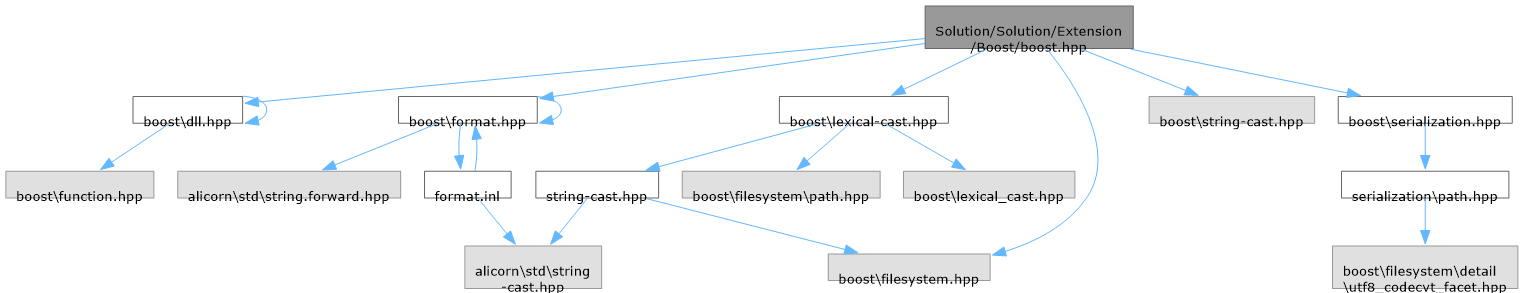 Solution/Solution/Extension
/Boost/boost.hpp
boost\dll.hpp
boost\format.hpp
boost\lexical-cast.hpp
boost\string-cast.hpp
boost\serialization.hpp
boost\function.hpp
alicorn\std\string.forward.hpp
format.inl
string-cast.hpp
boost\filesystem\path.hpp
boost\lexical_cast.hpp
serialization\path.hpp
alicorn\std\string
-cast.hpp
boost\filesystem.hpp
boost\filesystem\detail
\utf8_codecvt_facet.hpp